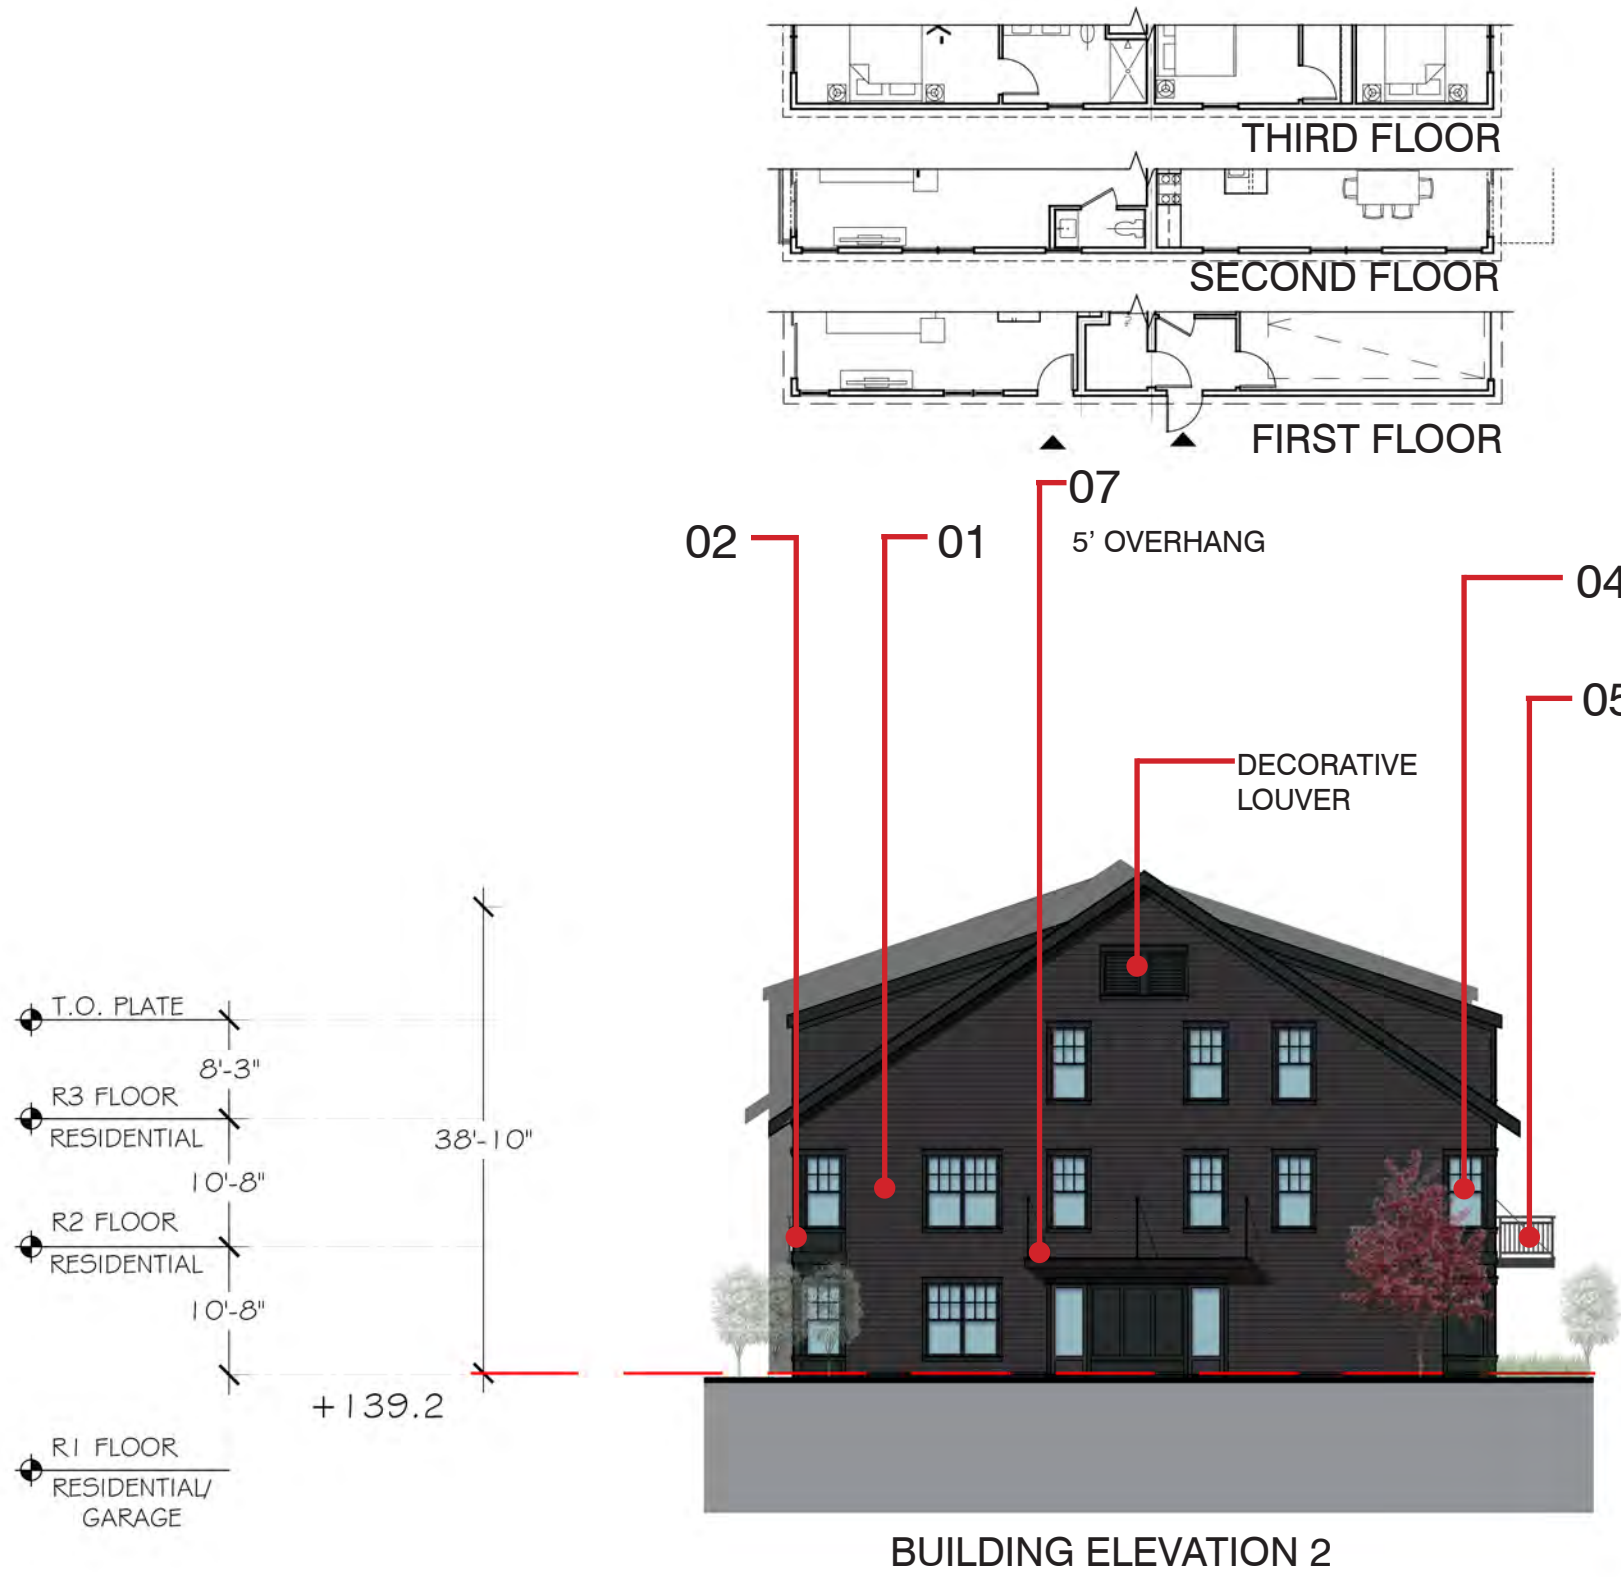 THIRD FLOOR
SECOND FLOOR
FIRST FLOOR
07
02
01
5' OVERHANG
04
05
DECORATIVE
LOUVER
T.O. PLATE
8'-3"
R3 FLOOR
RESIDENTIAL
38'-10"
10'-8"
R2 FLOOR
RESIDENTIAL
10'-8"
+139.2
R1 FLOOR
RESIDENTIAL/
GARAGE
BUILDING ELEVATION 2